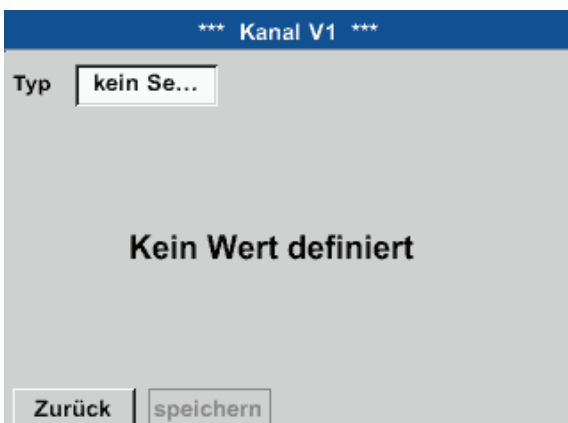 *** Kanal V1 ***
Typ kein Se...
Kein Wert definiert
Zurück speichern